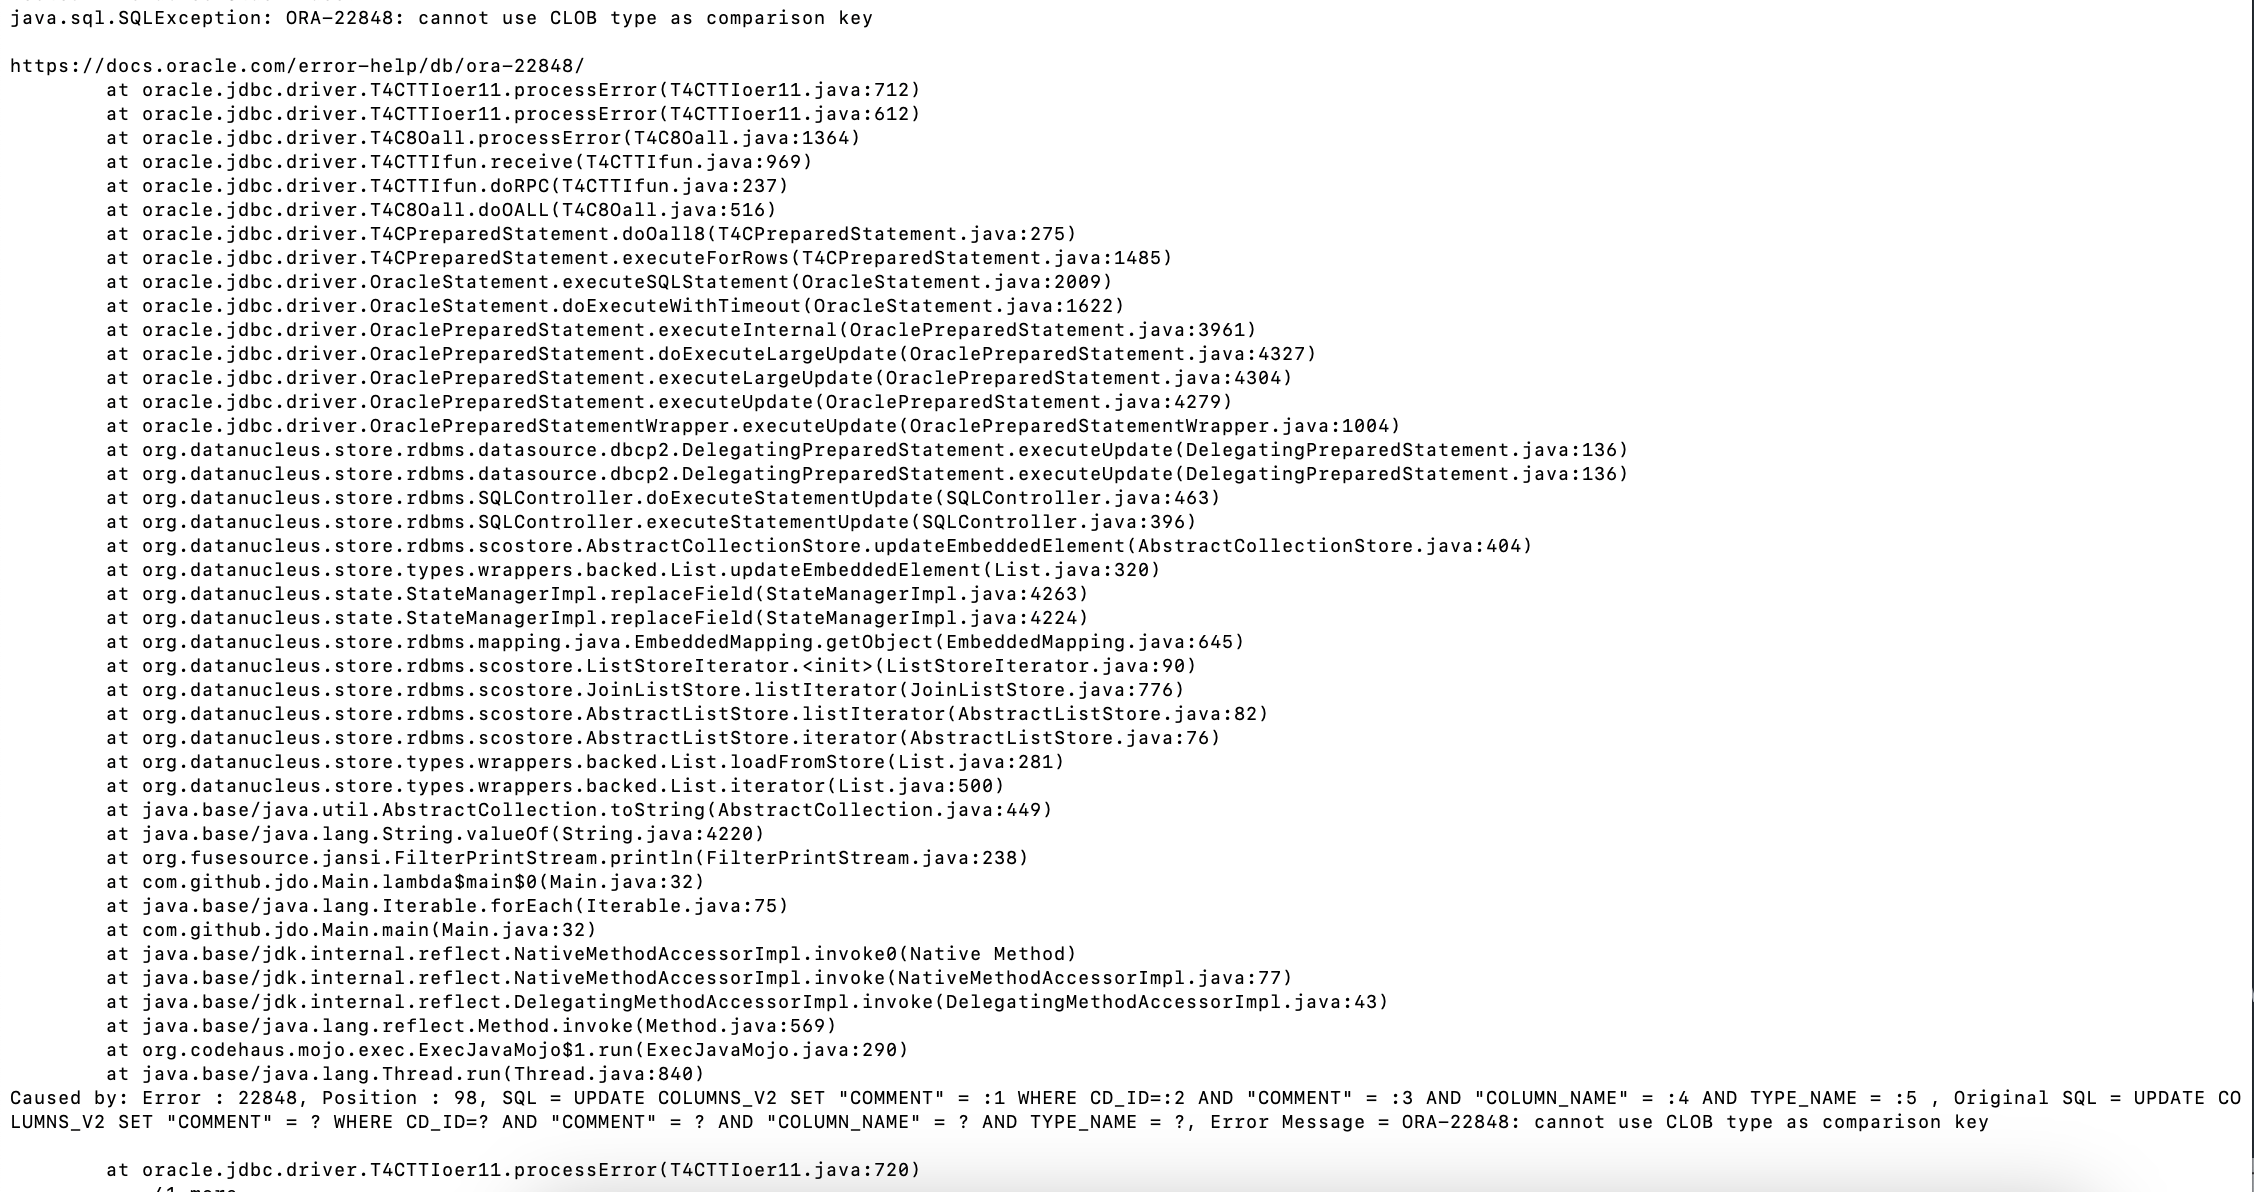 java.sql.SQLException: ORA-22848: cannot use CLOB type as comparison key
https://docs.oracle.com/error-help/db/ora-22848/
at oracle.jdbc.driver.T4CTTIoer11.processError(T4CTTIoer11.java:712)
at oracle.jdbc.driver.T4CTTIoer11.processError(T4CTTIoer11.java:612)
at oracle.jdbc.driver.T4C8Oall.processError(T4C8Oall.java:1364)
at oracle.jdbc.driver.T4CTTIfun.receive(T4CTTIfun.java:969)
at oracle.jdbc.driver.T4CTTIfun.doRPC(T4CTTIfun.java:237)
at oracle.jdbc.driver.T4C8Oall.doOALL(T4C8Oall.java:516)
at oracle.jdbc.driver.T4CPreparedStatement.doOall8(T4CPreparedStatement.java:275)
at oracle.jdbc.driver.T4CPreparedStatement.executeForRows(T4CPreparedStatement.java:1485)
at oracle.jdbc.driver.OracleStatement.executeSQLStatement(OracleStatement.java:2009)
at oracle.jdbc.driver.OracleStatement.doExecuteWithTimeout(OracleStatement.java:1622)
at oracle.jdbc.driver.OraclePreparedStatement.executeInternal(OraclePreparedStatement.java:3961)
at oracle.jdbc.driver.OraclePreparedStatement.doExecuteLargeUpdate(OraclePreparedStatement.java:4327)
at oracle.jdbc.driver.OraclePreparedStatement.executeLargeUpdate(OraclePreparedStatement.java:4304)
at oracle.jdbc.driver.OraclePreparedStatement.executeUpdate(OraclePreparedStatement.java:4279)
at oracle.jdbc.driver.OraclePreparedStatementWrapper.executeUpdate(OraclePreparedStatementWrapper.java:1004)
at org.datanucleus.store.rdbms.datasource.dbcp2.DelegatingPreparedStatement.executeUpdate(DelegatingPreparedStatement.java:136)
at org.datanucleus.store.rdbms.datasource.dbcp2.DelegatingPreparedStatement.executeUpdate(DelegatingPreparedStatement.java:136)
at org.datanucleus.store.rdbms.SQLController.doExecuteStatementUpdate(SQLController.java:463)
at org.datanucleus.store.rdbms.SQLController.executeStatementUpdate(SQLController.java:396)
at org.datanucleus.store.rdbms.scostore.AbstractCollectionStore.updateEmbeddedElement(AbstractCollectionStore.java:404)
at org.datanucleus.store.types.wrappers.backed.List.updateEmbeddedElement(List.java:320)
at org.datanucleus.state.StateManagerImpl.replaceField(StateManagerImpl.java:4263)
at org.datanucleus.state.StateManagerImpl.replaceField(StateManagerImpl.java:4224)
at org.datanucleus.store.rdbms.mapping.java.EmbeddedMapping.getObject(EmbeddedMapping.java:645)
at org.datanucleus.store.rdbms.scostore.ListStoreIterator.<init>(ListStoreIterator.java:90)
at org.datanucleus.store.rdbms.scostore.JoinListStore.listIterator(JoinListStore.java:776)
at org.datanucleus.store.rdbms.scostore.AbstractListStore.listIterator(AbstractListStore.java:82)
at org.datanucleus.store.rdbms.scostore.AbstractListStore.iterator(AbstractListStore.java:76)
at org.datanucleus.store.types.wrappers.backed.List.loadFromStore(List.java:281)
at org.datanucleus.store.types.wrappers.backed.List.iterator(List.java:500)
at java.base/java.util.AbstractCollection.toString(AbstractCollection.java:449)
at java.base/java.lang.String.valueOf(String.java:4220)
at org.fusesource.jansi.FilterPrintStream.println(FilterPrintStream.java:238)
at com.github.jdo.Main.lambda$main$0(Main.java:32)
at java.base/java.lang.Iterable.forEach(Iterable.java:75)
at com.github.jdo.Main.main(Main.java:32)
at java.base/jdk.internal.reflect.NativeMethodAccessorImpl.invoke0(Native Method)
at java.base/jdk.internal.reflect.NativeMethodAccessorImpl.invoke(NativeMethodAccessorImpl.java:77)
at java.base/jdk.internal.reflect.DelegatingMethodAccessorImpl.invoke(DelegatingMethodAccessorImpl.java:43)
at java.base/java.lang.reflect.Method.invoke(Method.java:569)
at org.codehaus.mojo.exec.ExecJavaMojo$1.run(ExecJavaMojo.java:290)
at java.base/java.lang.Thread.run(Thread.java:840)
Caused by: Error : 22848, Position : 98, SQL = UPDATE COLUMNS_V2 SET "COMMENT" = :1 WHERE CD_ID=:2 AND "COMMENT" = :3 AND "COLUMN_NAME" = :4 AND TYPE_NAME = :5 , Original SQL = UPDATE CO
LUMNS_V2 SET "COMMENT" = ? WHERE CD_ID=? AND "COMMENT" = ? AND "COLUMN_NAME" = ? AND TYPE_NAME = ?, Error Message = ORA-22848: cannot use CLOB type as comparison key
at oracle.jdbc.driver.T4CTTIoer11.processError(T4CTTIoer11.java:720)